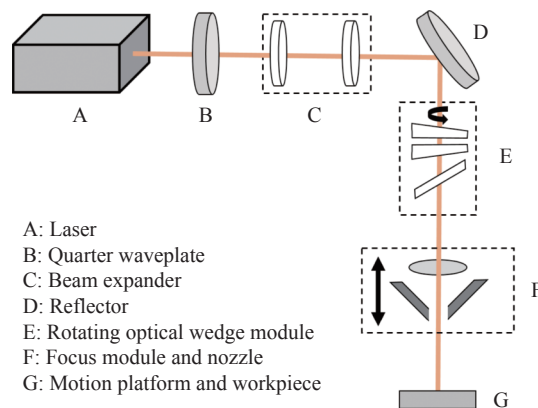 D
A
B
C
E
A: Laser
B: Quarter waveplate
C: Beam expander
D: Reflector
E: Rotating optical wedge module
F: Focus module and nozzle
G: Motion platform and workpiece
F
G